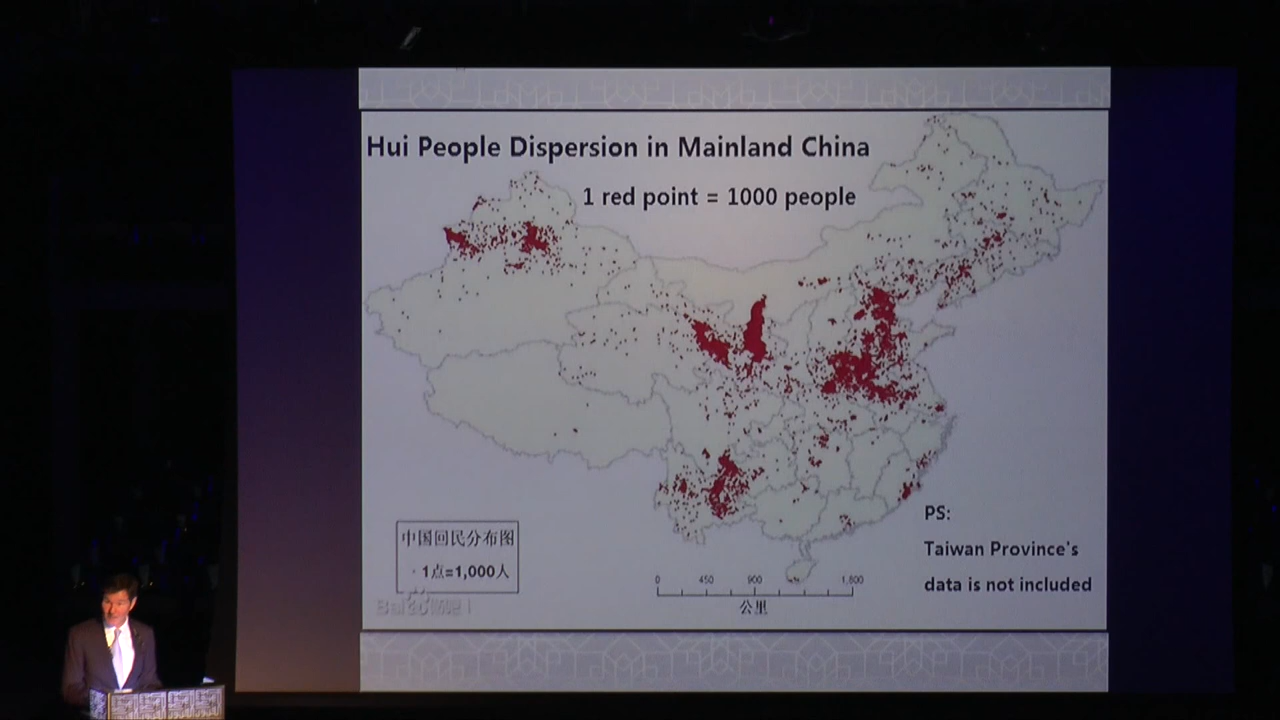 Hui People Dispersion in Mainland China
1 red point = 1000 people
PS:
Taiwan Province's
data is not included
中国回民分布图
· 1点=1,000人
0 450 900 1,800
公里